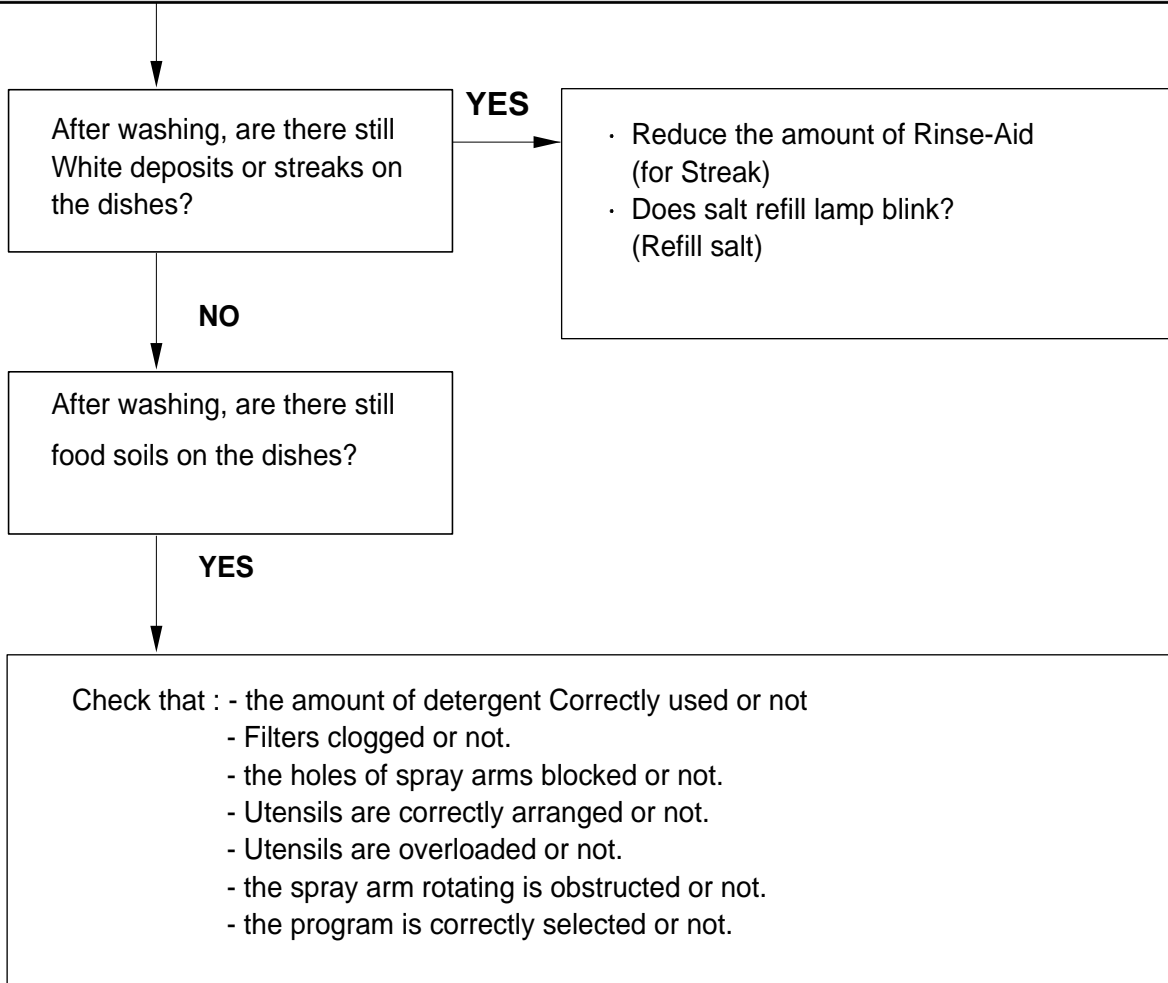 After washing, are there still
White deposits or streaks on
the dishes?
YES
· Reduce the amount of Rinse-Aid
(for Streak)
· Does salt refill lamp blink?
(Refill salt)
NO
After washing, are there still
food soils on the dishes?
YES
Check that : - the amount of detergent Correctly used or not
- Filters clogged or not.
- the holes of spray arms blocked or not.
- Utensils are correctly arranged or not.
- Utensils are overloaded or not.
- the spray arm rotating is obstructed or not.
- the program is correctly selected or not.